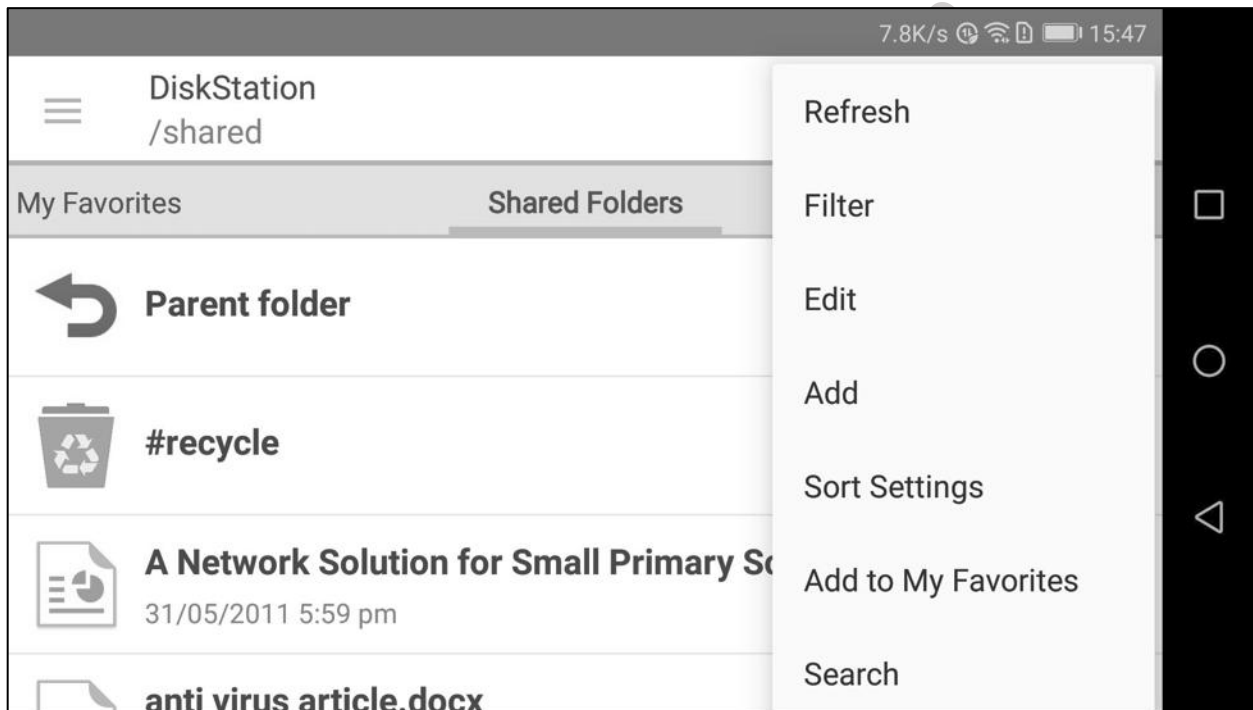 7.8K/s 15:47
DiskStation
/shared
My Favorites
Shared Folders
Parent folder
#recycle
A Network Solution for Small Primary
31/05/2011 5:59 pm
anti virus article.docx
Refresh
Filter
Edit
Add
Sort Settings
Add to My Favorites
Search